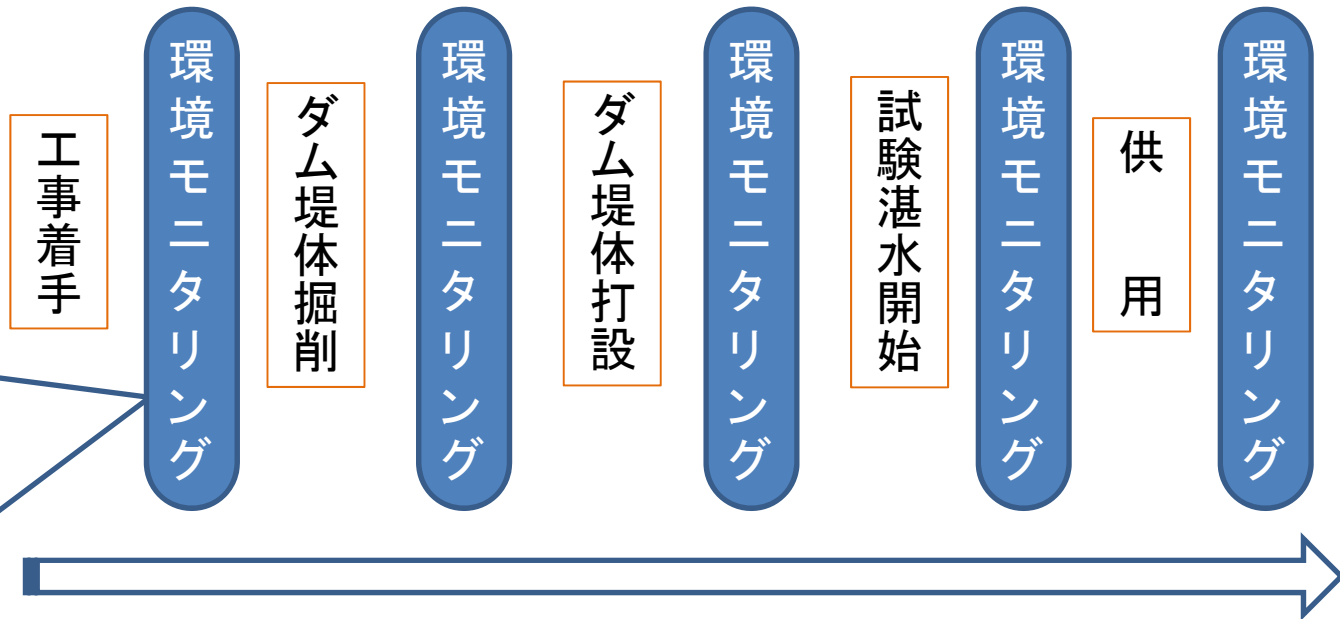 工事着手
環境モニタリング
ダム堤体掘削
環境モニタリング
ダム堤体打設
環境モニタリング
試験湛水開始
環境モニタリング
供用
環境モニタリング